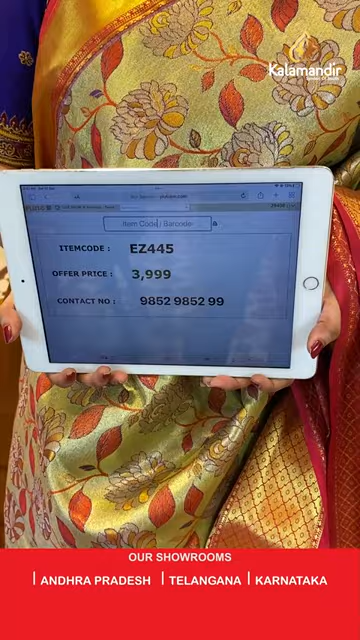 Kalamandir
Item Code / Barcode
ITEMCODE : EZ445
OFFER PRICE : 3,999
CONTACT NO : 9852 9852 99
OUR SHOWROOMS
| ANDHRA PRADESH | TELANGANA | KARNATAKA